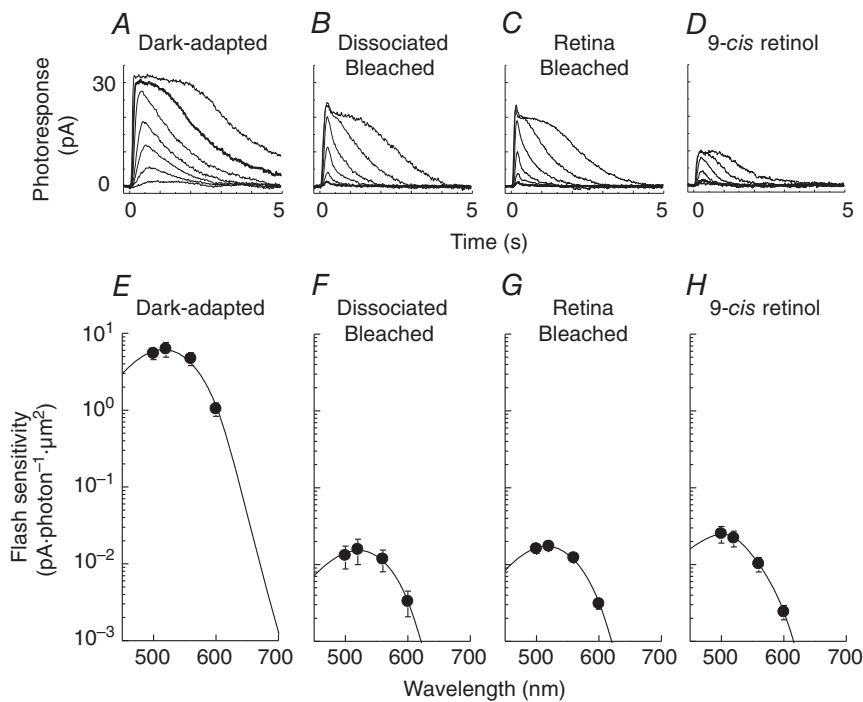 A
Dark-adapted
B
Dissociated
Bleached
C
Retina
Bleached
D
9-cis retinol
Photoresponse
(pA)
30
0
0 5
0 5
0 5
0 5
Time (s)
E
Dark-adapted
F
Dissociated
Bleached
G
Retina
Bleached
H
9-cis retinol
Flash sensitivity
(pA·photon⁻¹·µm²)
10¹
10⁰
10⁻¹
10⁻²
10⁻³
500 600 700
500 600 700
500 600 700
500 600 700
Wavelength (nm)